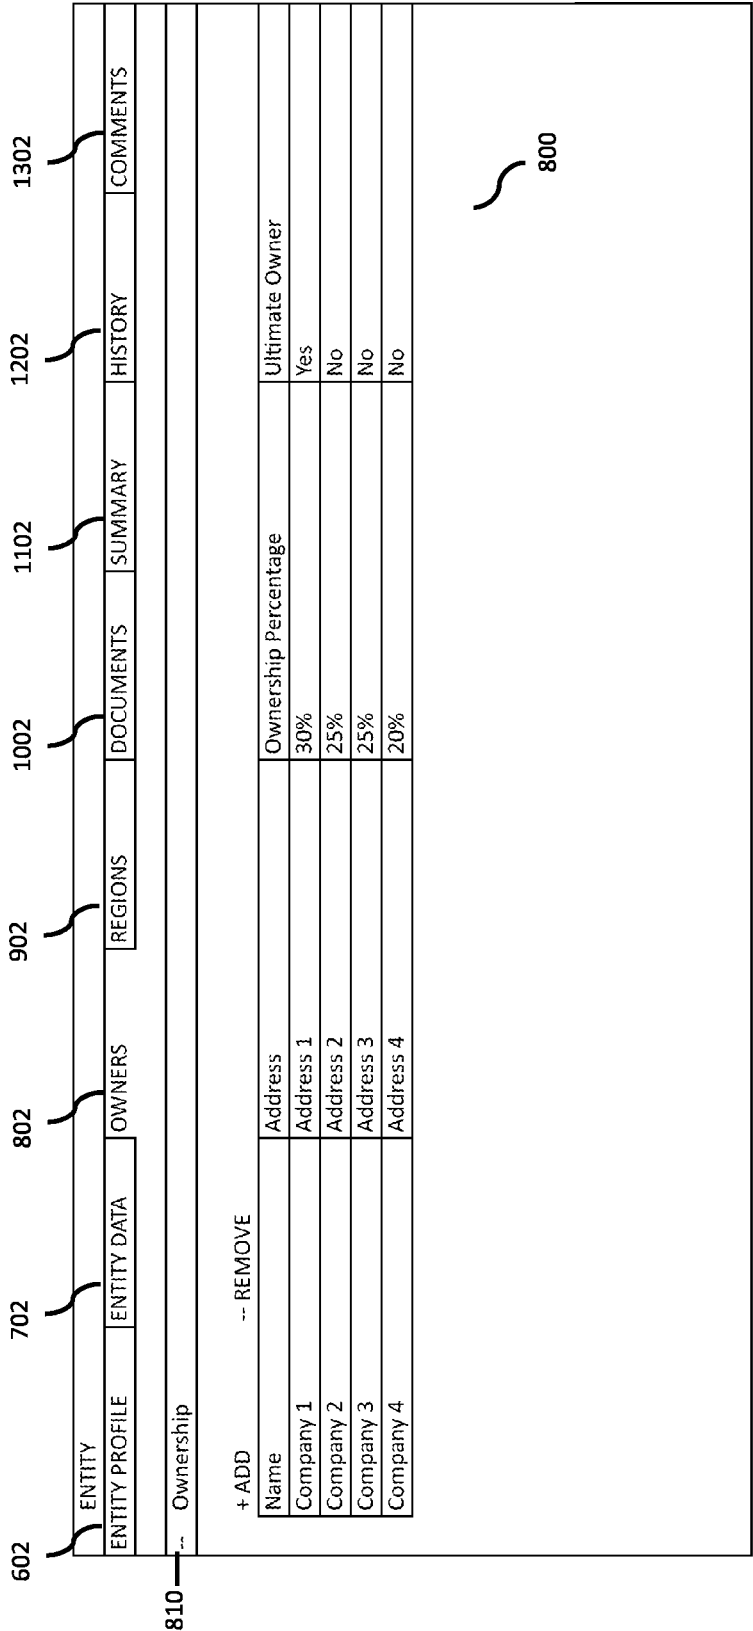 602 702 802 902 1002 1102 1202 1302
ENTITY
ENTITY PROFILE ENTITY DATA OWNERS REGIONS DOCUMENTS SUMMARY HISTORY COMMENTS
810 -- Ownership
+ ADD -- REMOVE
Name Address Ownership Percentage Ultimate Owner
Company 1 Address 1 30% Yes
Company 2 Address 2 25% No
Company 3 Address 3 25% No
Company 4 Address 4 20% No
800